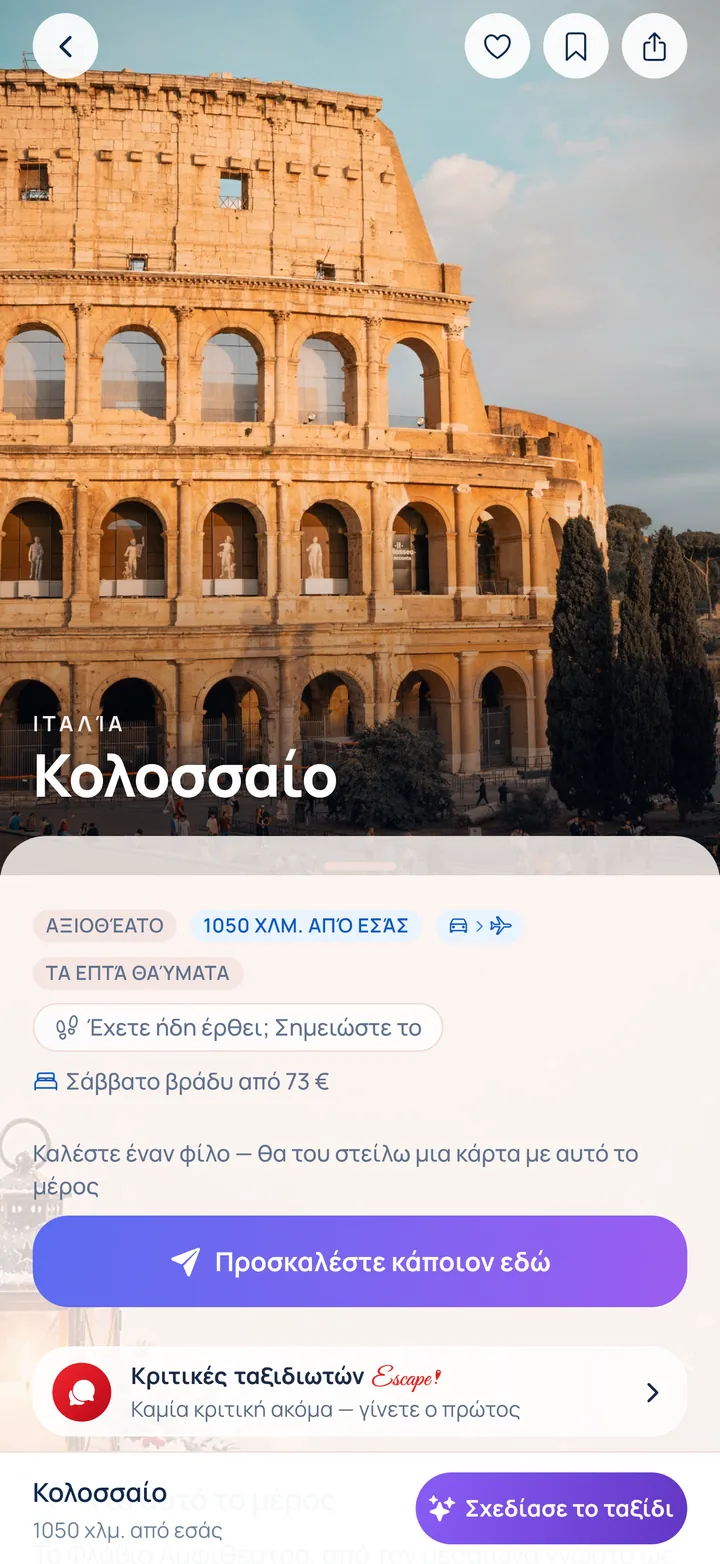 ΙΤΑΛΊΑ
Κολοσσαίο
ΑΞΙΟΘΈΑΤΟ
1050 ΧΛΜ. ΑΠΌ ΕΣΆΣ
ΤΑ ΕΠΤΆ ΘΑΎΜΑΤΑ
Έχετε ήδη έρθει; Σημειώστε το
Σάββατο βράδυ από 73 €
Καλέστε έναν φίλο — θα του στείλω μια κάρτα με αυτό το
μέρος
Προσκαλέστε κάποιον εδώ
Κριτικές ταξιδιωτών Escape!
Καμία κριτική ακόμα — γίνετε ο πρώτος
Κολοσσαίο
1050 χλμ. από εσάς
Σχεδίασε το ταξίδι